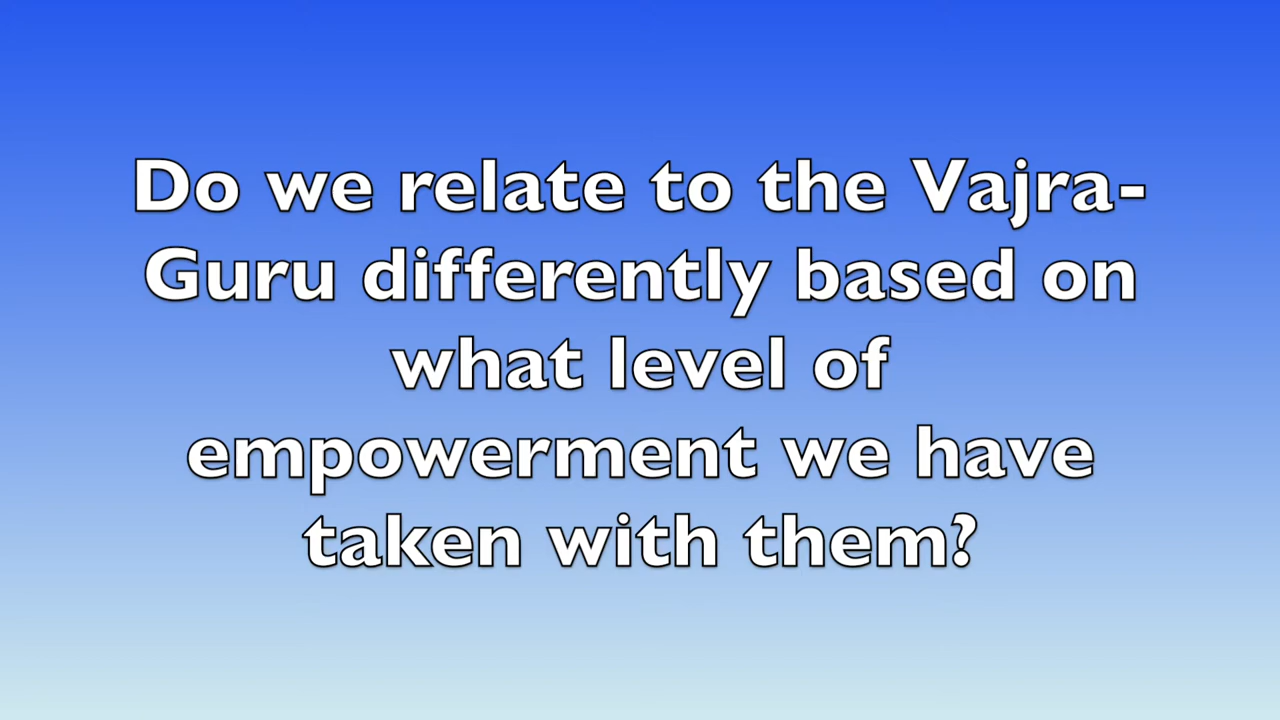 Do we relate to the Vajra-
Guru differently based on
what level of
empowerment we have
taken with them?